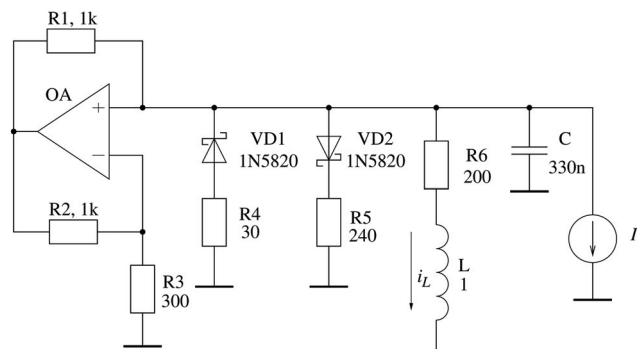 R1, 1k
OA
+
−
R2, 1k
R3
300
VD1
1N5820
R4
30
VD2
1N5820
R5
240
R6
200
i_L
L
1
C
330n
I